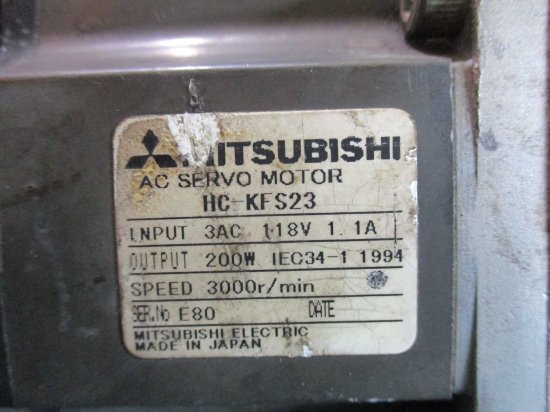 MITSUBISHI
AC SERVO MOTOR
HC-KFS23
INPUT 3AC 118V 1.1A
OUTPUT 200W IEC34-1 1994
SPEED 3000r/min
SER.No E80 DATE
MITSUBISHI ELECTRIC
MADE IN JAPAN